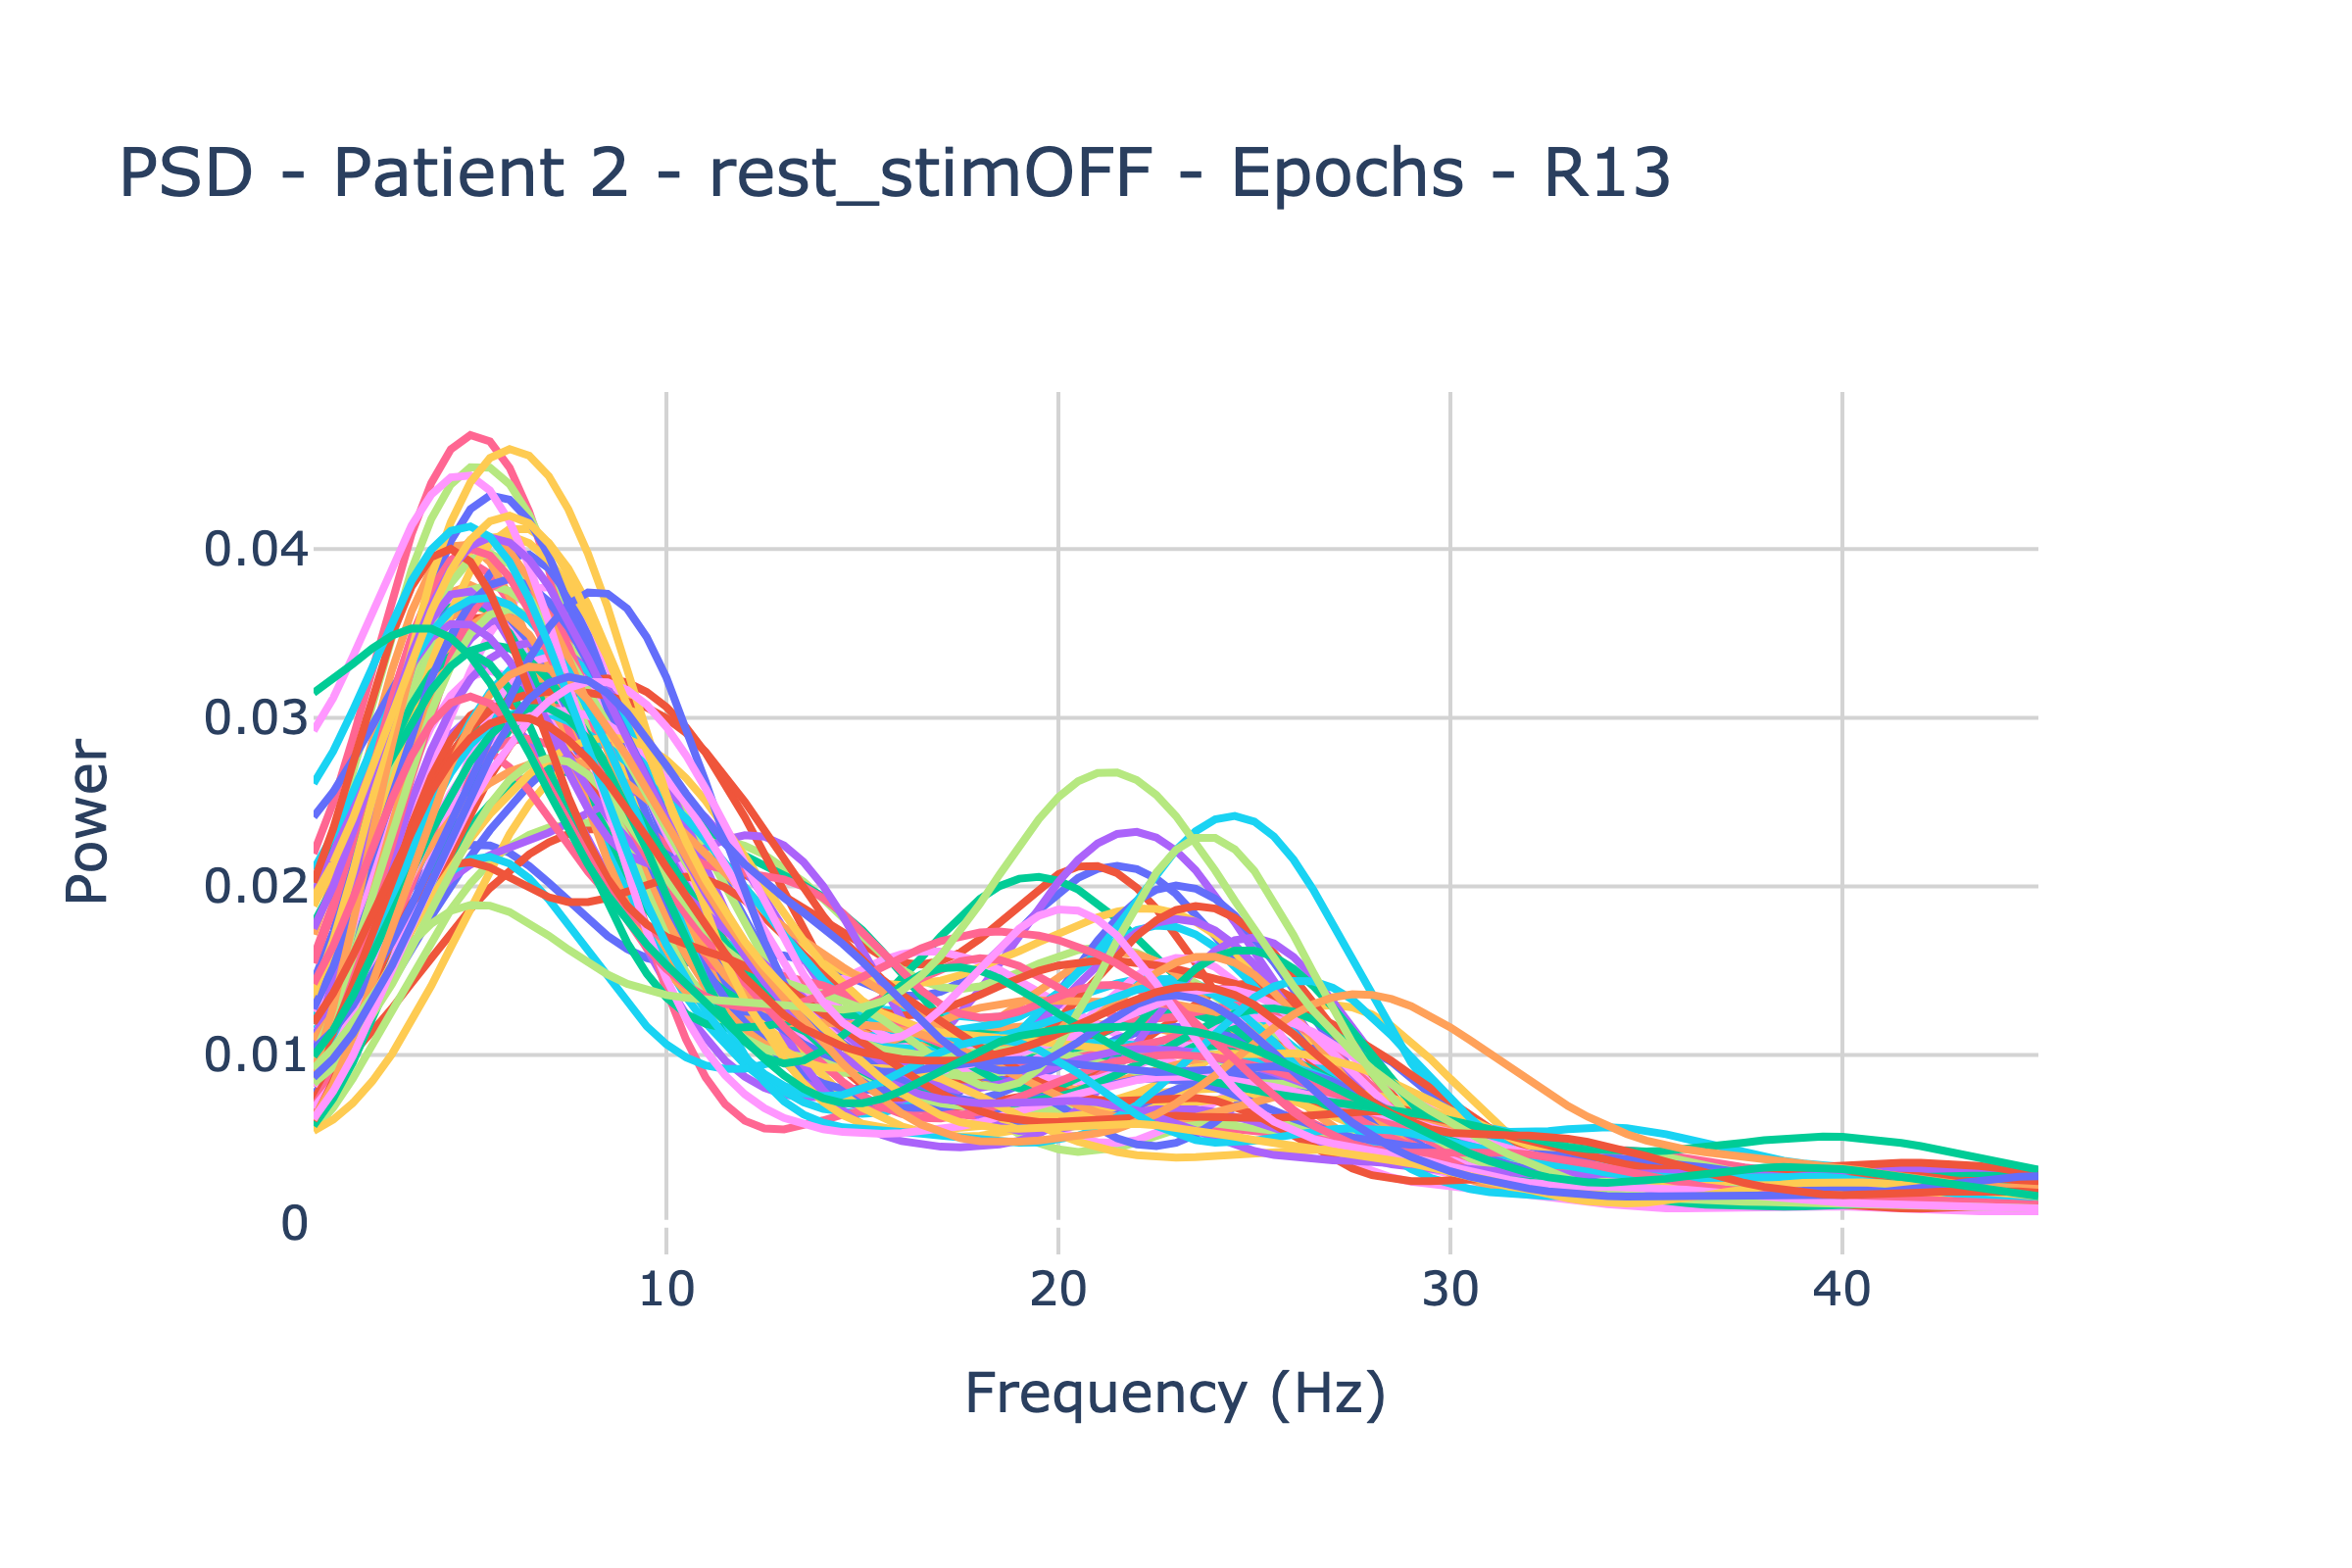 PSD - Patient 2 - rest_stimOFF - Epochs - R13
0.04
0.03
0.02
0.01
0
Power
10 20 30 40
Frequency (Hz)